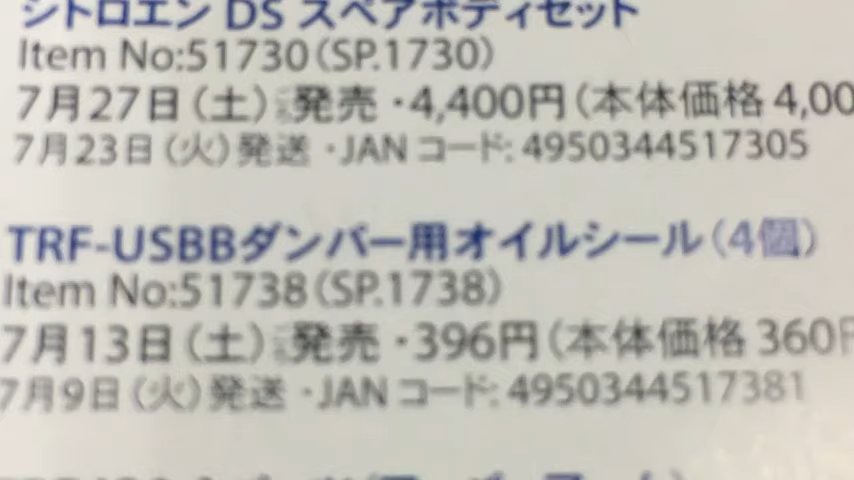 シトロエン DS スペアボディセット
Item No:51730(SP.1730)
7月27日(土)発売・4,400円(本体価格 4,00
7月23日(火)発送・JANコード:4950344517305
TRF-USBBダンパー用オイルシール(4個)
Item No:51738(SP.1738)
7月13日(土)発売・396円(本体価格 360円
7月9日(火)発送・JANコード:4950344517381